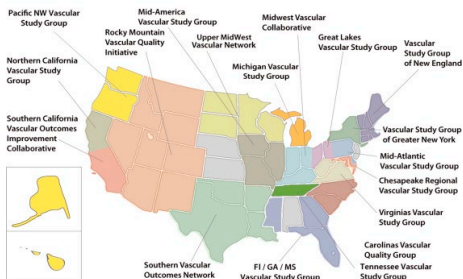 Pacific NW Vascular
Study Group
Mid-America
Vascular Study Group
Rocky Mountain
Vascular Quality
Initiative
Upper MidWest
Vascular Network
Midwest Vascular
Collaborative
Great Lakes
Vascular Study Group
Michigan Vascular
Study Group
Vascular
Study Group
of New England
Northern California
Vascular Study
Group
Southern California
Vascular Outcomes
Improvement
Collaborative
Vascular Study Group
of Greater New York
Mid-Atlantic
Vascular Study Group
Chesapeake Regional
Vascular Study Group
Virginias Vascular
Study Group
Carolinas Vascular
Quality Group
Tennessee Vascular
Study Group
Southern Vascular
Outcomes Network
Fl / GA / MS
Vascular Study Group